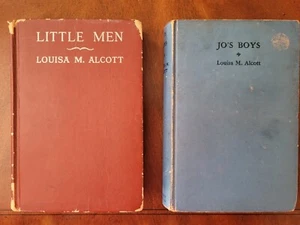 LITTLE MEN
LOUISA M. ALCOTT
JO'S BOYS
Louisa M. Alcott